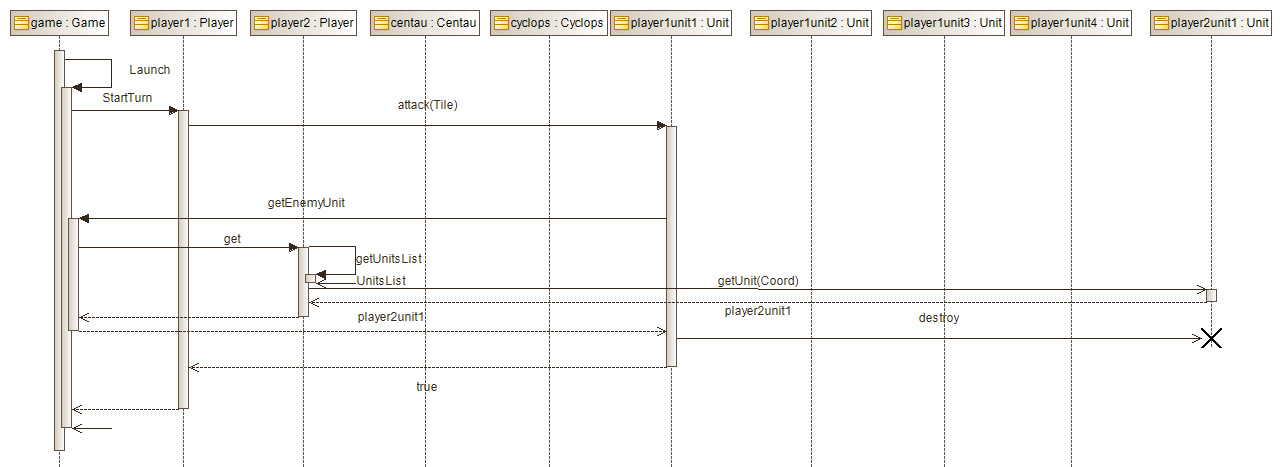 game : Game
player1 : Player
player2 : Player
centau : Centau
cyclops : Cyclops
player1unit1 : Unit
player1unit2 : Unit
player1unit3 : Unit
player1unit4 : Unit
player2unit1 : Unit
Launch
StartTurn
attack(Tile)
getEnemyUnit
get
getUnitsList
UnitsList
getUnit(Coord)
player2unit1
player2unit1
destroy
true